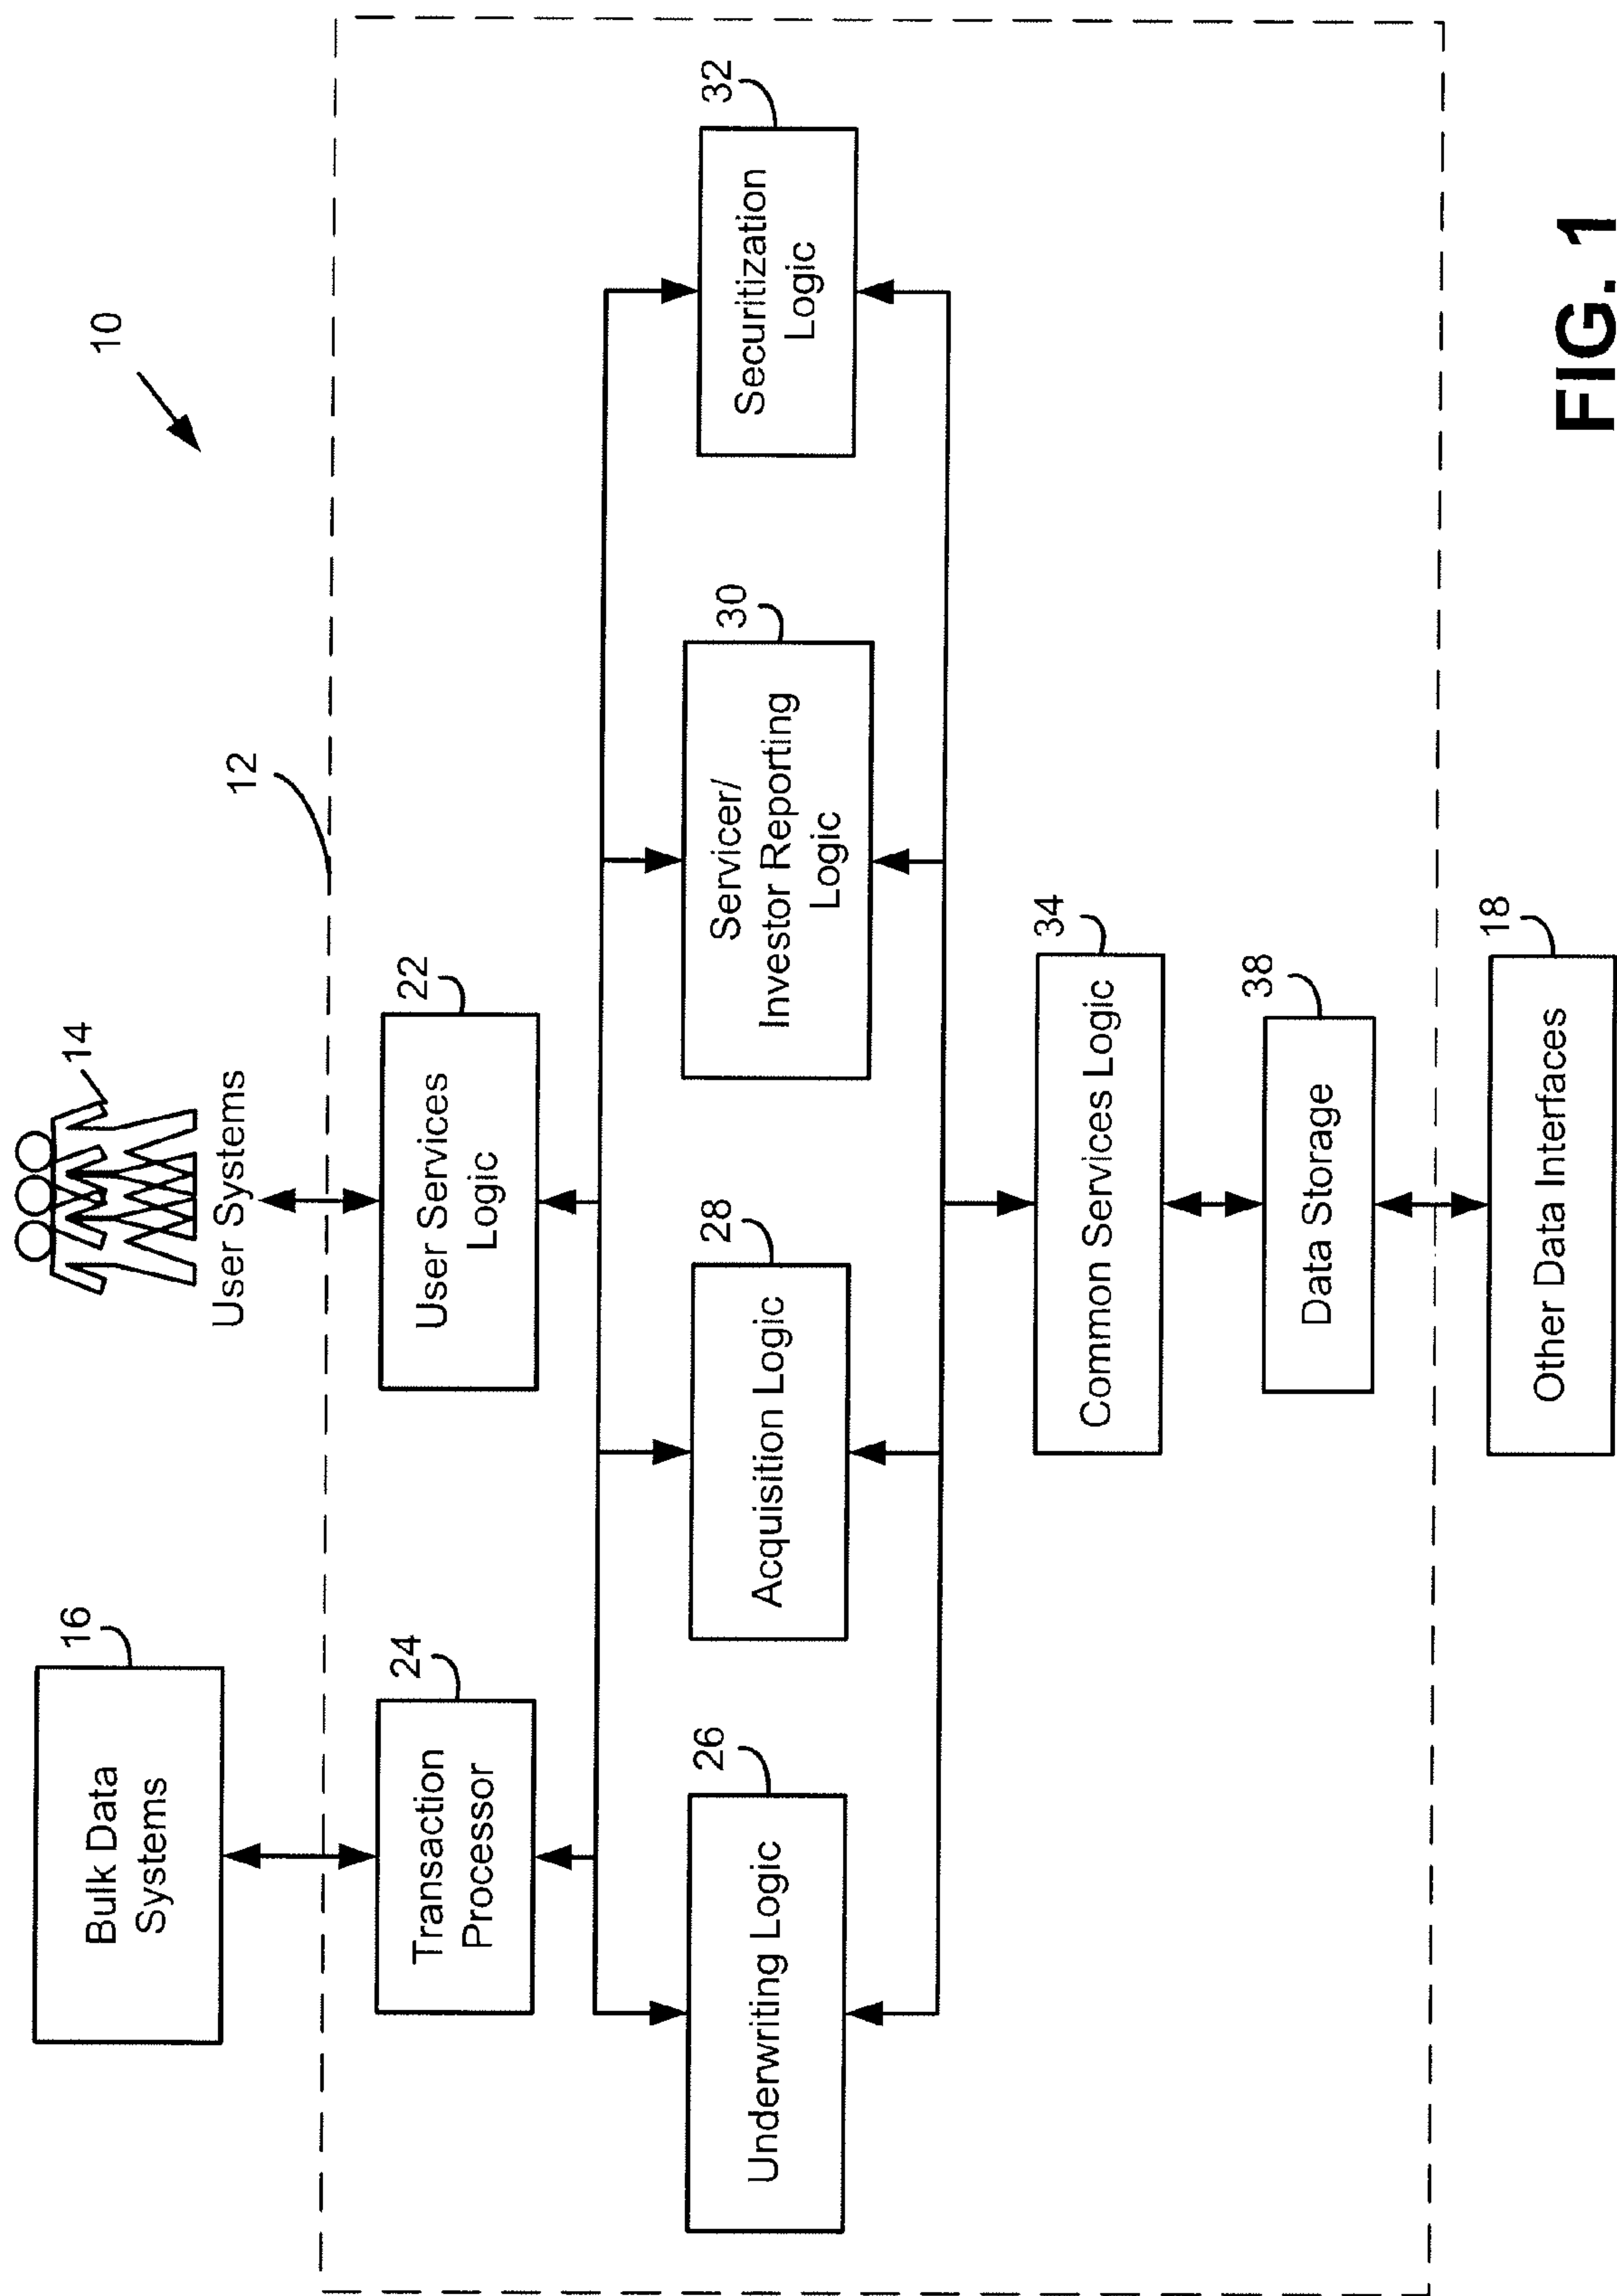 10
14
User Systems
16
Bulk Data
Systems
12
24
Transaction
Processor
22
User Services
Logic
26
Underwriting Logic
28
Acquisition Logic
30
Servicer/
Investor Reporting
Logic
32
Securitization
Logic
34
Common Services Logic
38
Data Storage
18
Other Data Interfaces
FIG. 1